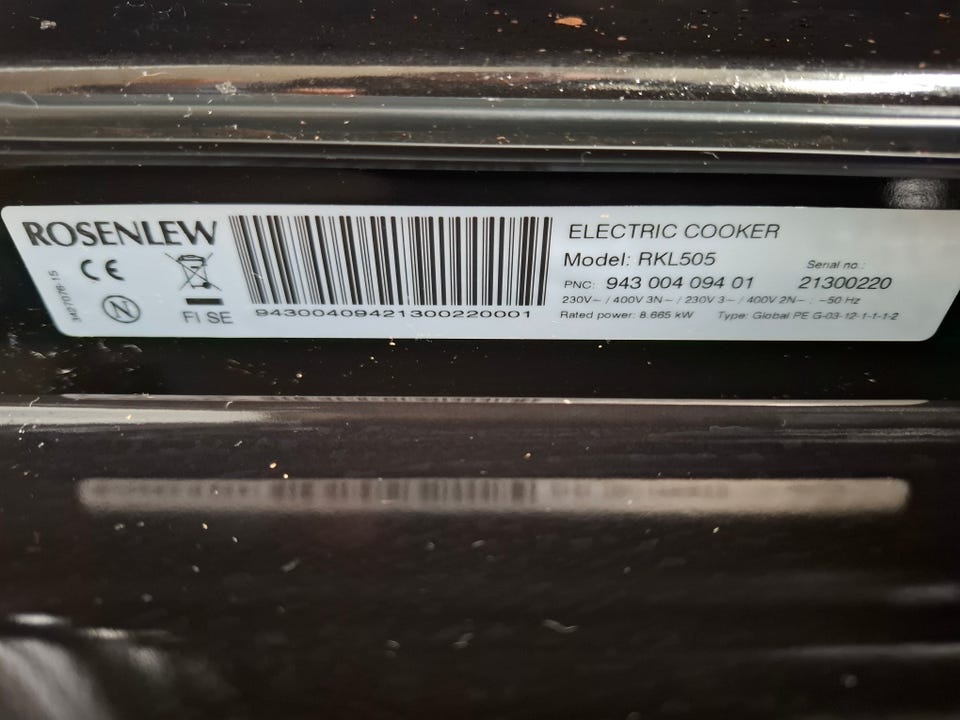 ROSENLEW
CE
N
FI SE
94300409421300220001
ELECTRIC COOKER
Model: RKL505
Serial no.:
PNC: 943 004 094 01 21300220
230V~ / 400V 3N~ / 230V 3~ / 400V 2N~ : ~50 Hz
Rated power: 8.665 kW Type: Global PE G-03-12-1-1-1-2